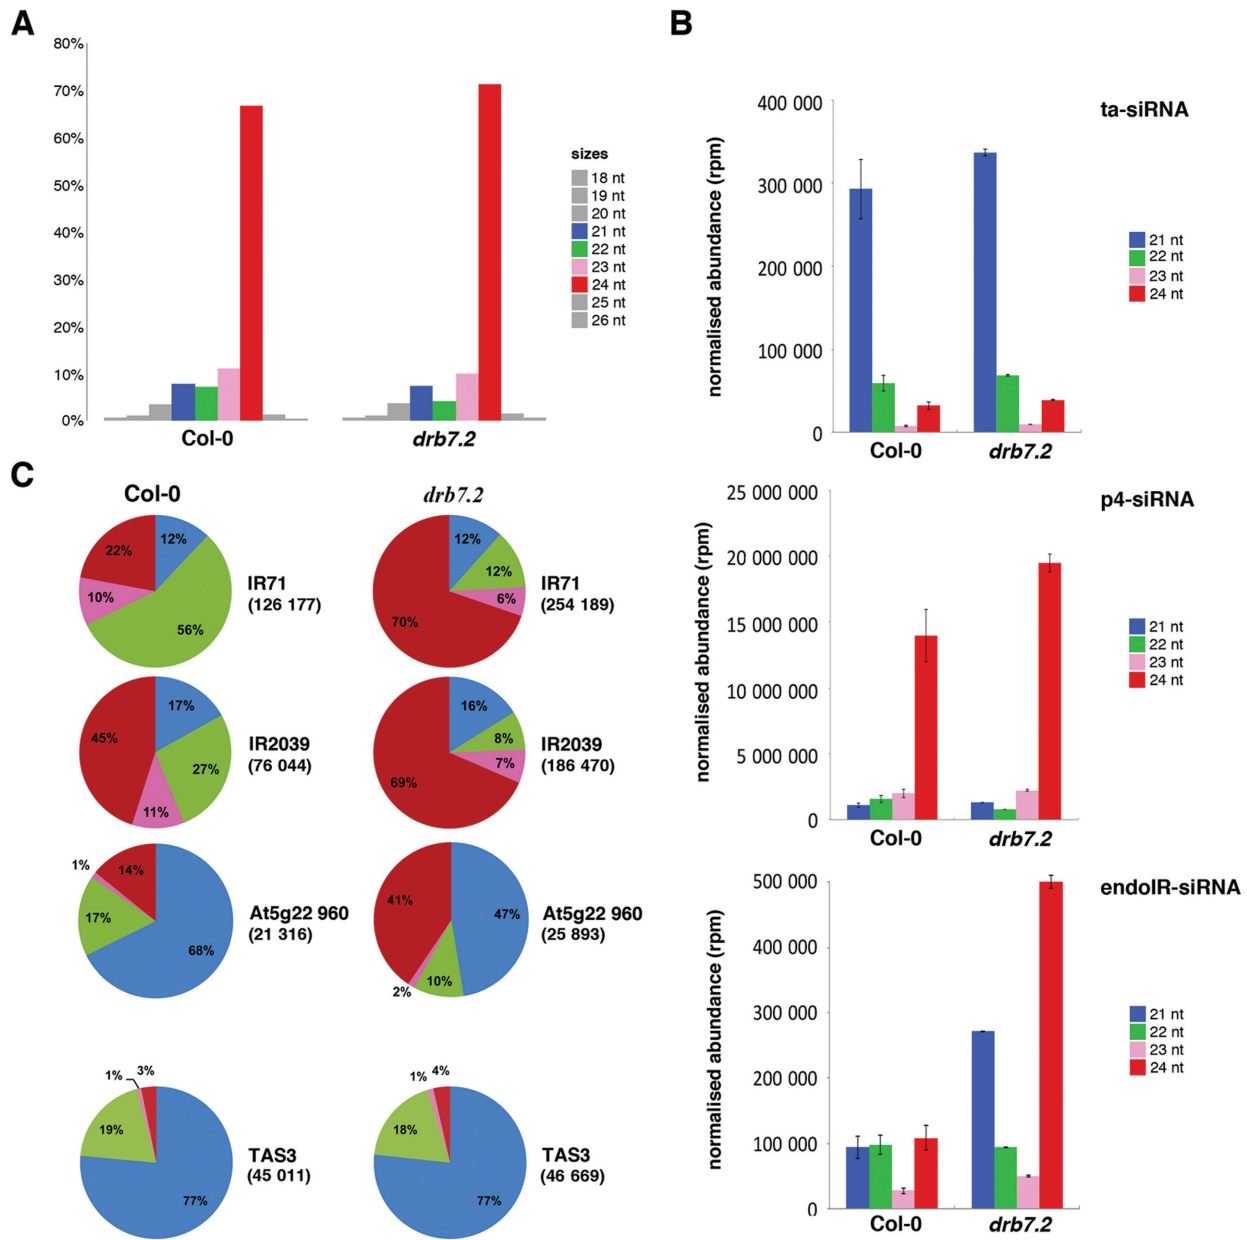 A
80%
70%
60%
50%
40%
30%
20%
10%
0%
Col-0
drb7.2
sizes
18 nt
19 nt
20 nt
21 nt
22 nt
23 nt
24 nt
25 nt
26 nt
B
ta-siRNA
normalised abundance (rpm)
400 000
300 000
200 000
100 000
0
Col-0
drb7.2
21 nt
22 nt
23 nt
24 nt
p4-siRNA
normalised abundance (rpm)
25 000 000
20 000 000
15 000 000
10 000 000
5 000 000
0
Col-0
drb7.2
21 nt
22 nt
23 nt
24 nt
endoIR-siRNA
normalised abundance (rpm)
500 000
400 000
300 000
200 000
100 000
0
Col-0
drb7.2
21 nt
22 nt
23 nt
24 nt
C
Col-0
drb7.2
12%
56%
10%
22%
IR71
(126 177)
12%
12%
6%
70%
IR71
(254 189)
17%
27%
11%
45%
IR2039
(76 044)
16%
8%
7%
69%
IR2039
(186 470)
68%
17%
1%
14%
At5g22 960
(21 316)
47%
10%
2%
41%
At5g22 960
(25 893)
77%
19%
1%
3%
TAS3
(45 011)
77%
18%
1%
4%
TAS3
(46 669)